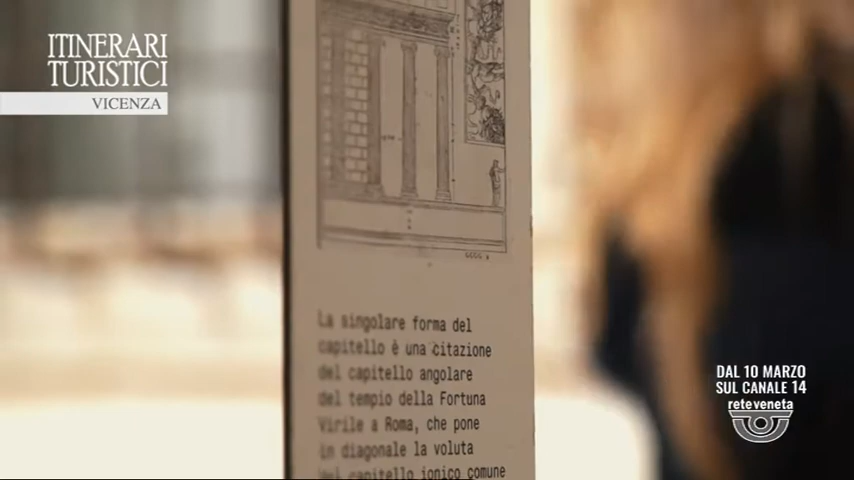 ITINERARI
TURISTICI
VICENZA
La singolare forma del
capitello è una citazione
del capitello angolare
del tempio della Fortuna
Virile a Roma, che pone
in diagonale la voluta
del capitello ionico comune
DAL 10 MARZO
SUL CANALE 14
reteveneta